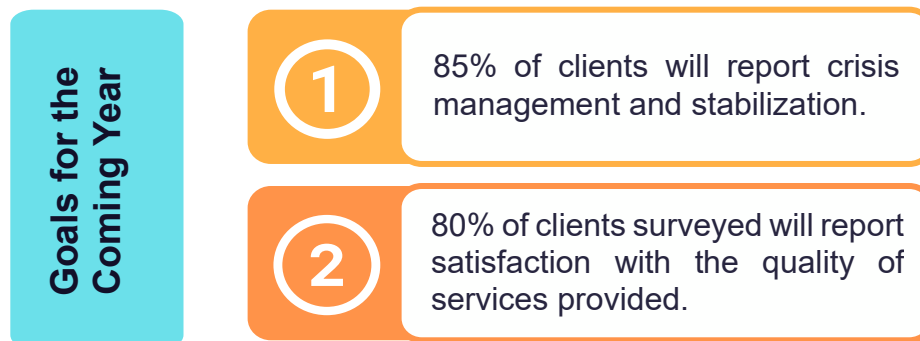 Goals for the
Coming Year
1
85% of clients will report crisis
management and stabilization.
2
80% of clients surveyed will report
satisfaction with the quality of
services provided.